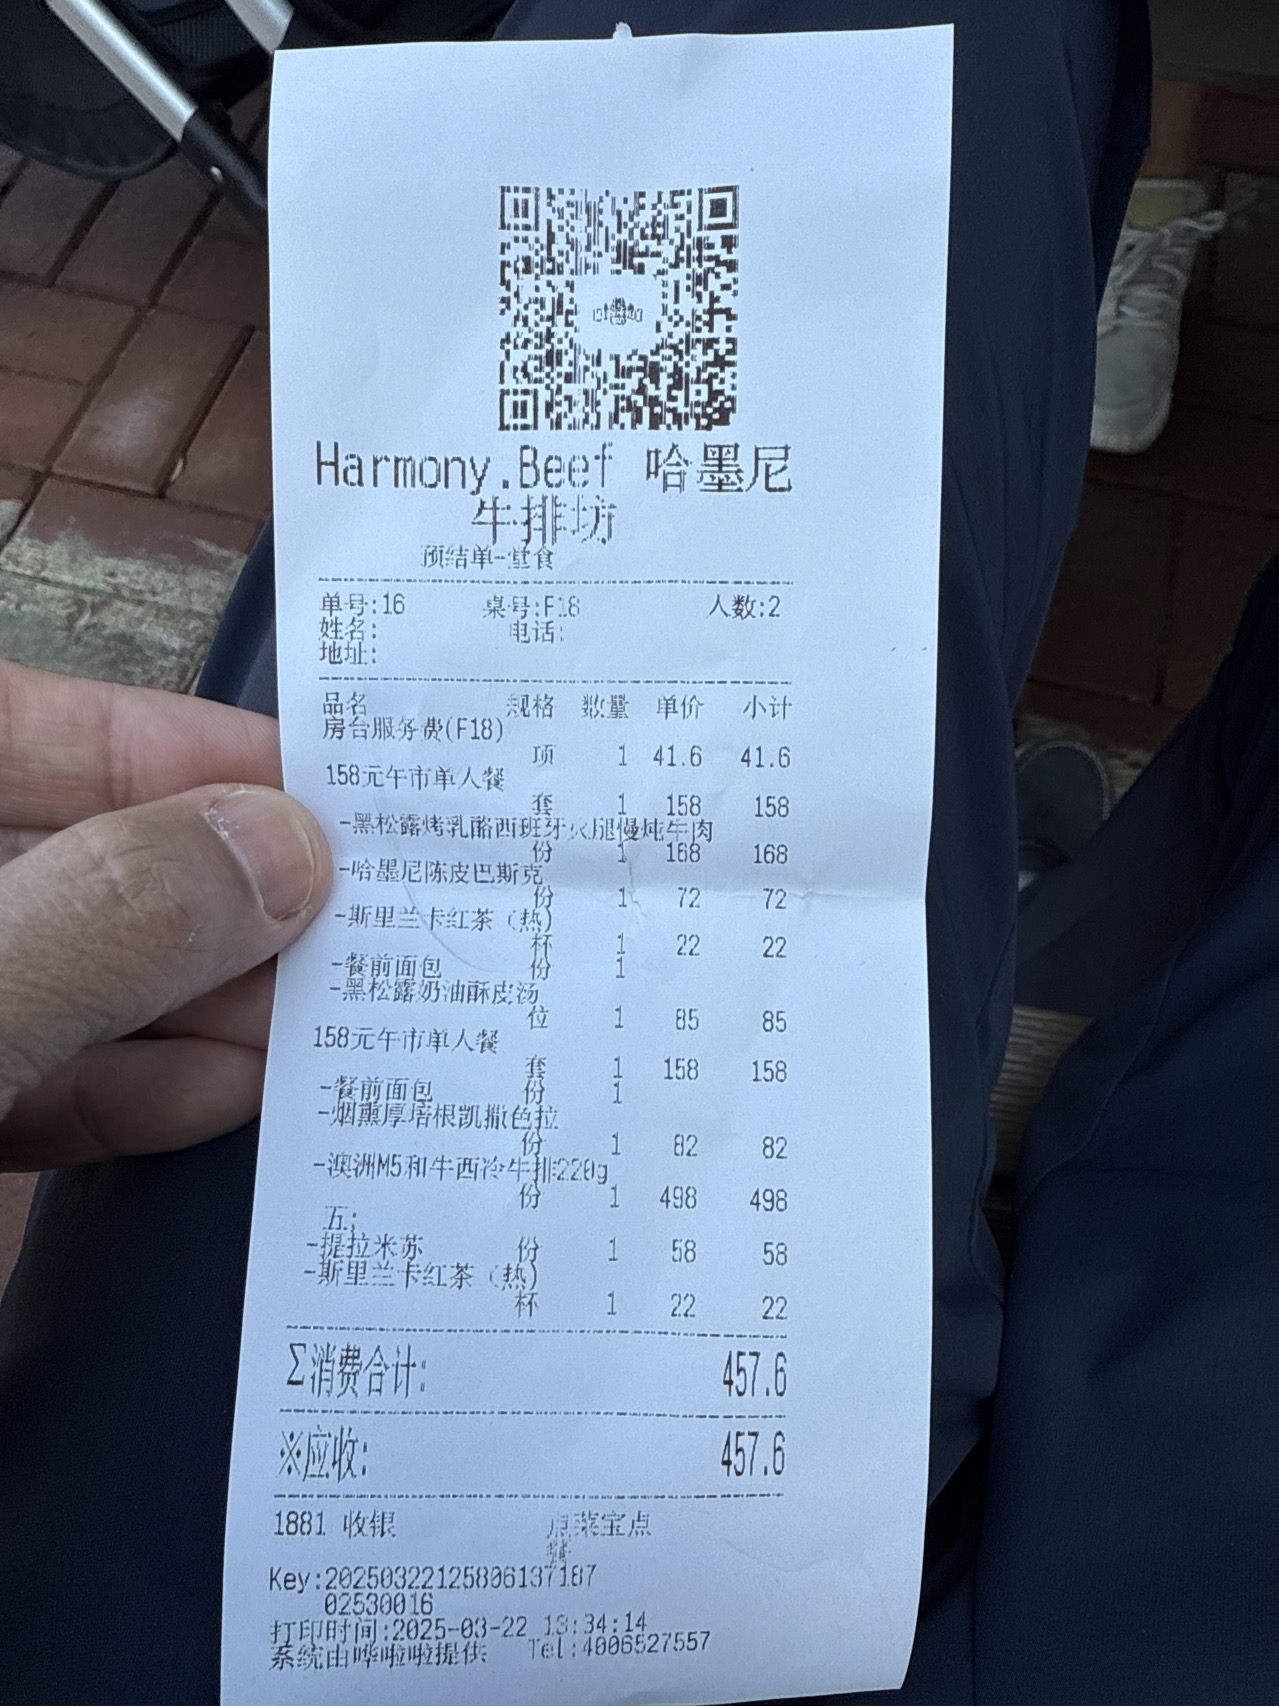 Harmony.Beef 哈墨尼
牛排坊
预结单-堂食
单号:16 桌号:F18 人数:2
姓名: 电话:
地址:
品名 规格 数量 单价 小计
房台服务费(F18)
项 1 41.6 41.6
158元午市单人餐
套 1 158 158
-黑松露烤乳酪西班牙火腿慢炖牛肉
份 1 168 168
-哈墨尼陈皮巴斯克
份 1 72 72
-斯里兰卡红茶（热）
杯 1 22 22
-餐前面包 份 1
-黑松露奶油酥皮汤
位 1 85 85
158元午市单人餐
套 1 158 158
-餐前面包 份 1
-烟熏厚培根凯撒色拉
份 1 82 82
-澳洲M5和牛西冷牛排220g
份 1 498 498
五;
-提拉米苏 份 1 58 58
-斯里兰卡红茶（热）
杯 1 22 22
Σ消费合计: 457.6
※应收: 457.6
1881 收银 点菜宝点
Key:20250322125806137187
02530016
打印时间:2025-03-22 13:34:14
系统由哗啦啦提供 Tel:4006527557